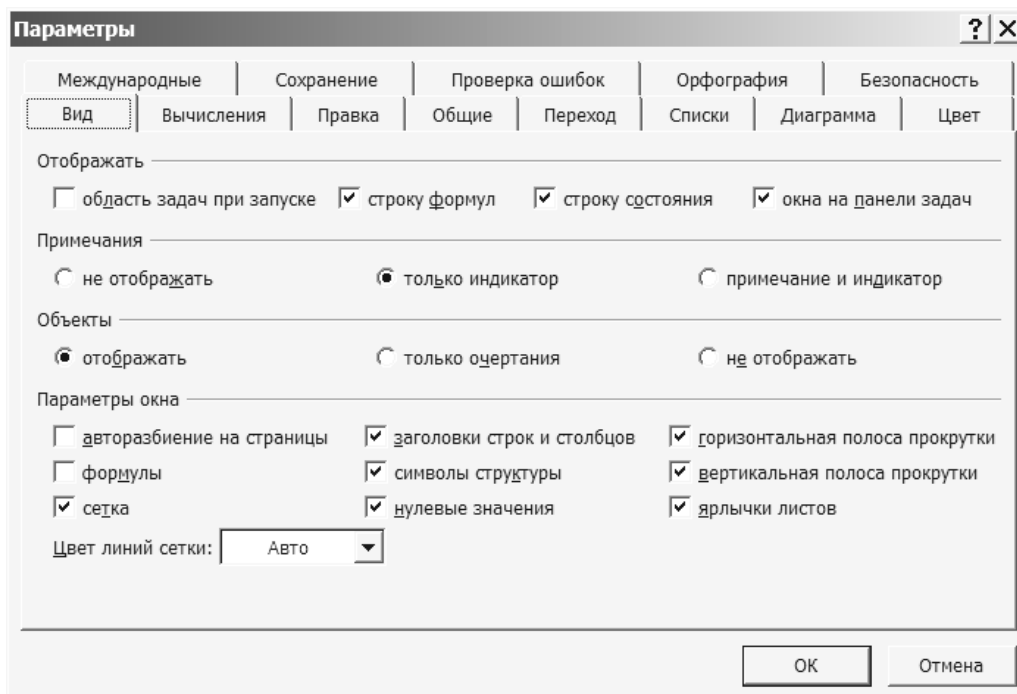 Параметры ?
Международные Сохранение Проверка ошибок Орфография Безопасность
Вид Вычисления Правка Общие Переход Списки Диаграмма Цвет
Отображать
область задач при запуске строку формул строку состояния окна на панели задач
Примечания
не отображать только индикатор примечание и индикатор
Объекты
отображать только очертания не отображать
Параметры окна
авторазбиение на страницы заголовки строк и столбцов горизонтальная полоса прокрутки
формулы символы структуры вертикальная полоса прокрутки
сетка нулевые значения ярлычки листов
Цвет линий сетки: Авто
ОК Отмена